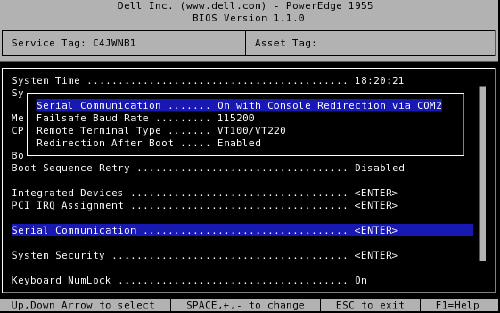 Dell Inc. (www.dell.com) - PowerEdge 1955
BIOS Version 1.1.0
Service Tag: C4JWNB1 Asset Tag:
System Time ...................................... 18:20:21
Sy
Serial Communication ....... On with Console Redirection via COM2
Me Failsafe Baud Rate ......... 115200
CP Remote Terminal Type ....... VT100/VT220
Redirection After Boot ..... Enabled
Bo
Boot Sequence Retry .............................. Disabled
Integrated Devices ............................... <ENTER>
PCI IRQ Assignment ............................... <ENTER>
Serial Communication ............................. <ENTER>
System Security .................................. <ENTER>
Keyboard NumLock ................................. On
Up,Down Arrow to select SPACE,+,- to change ESC to exit F1=Help